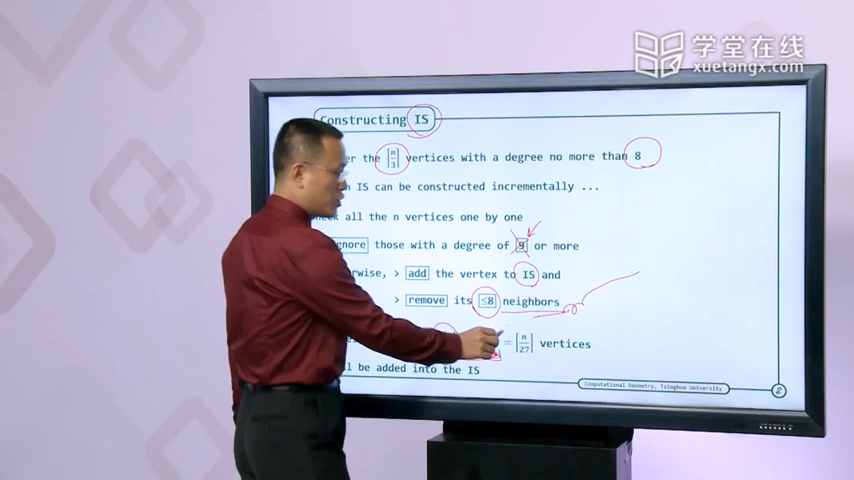 学堂在线
xuetangx.com
Constructing IS
the ⌈n/3⌉ vertices with a degree no more than 8
IS can be constructed incrementally ...
all the n vertices one by one
those with a degree of 9 or more
> add the vertex to IS and
> remove its ≤8 neighbors
= ⌈n/27⌉ vertices
be added into the IS
Computational Geometry, Tsinghua University
2